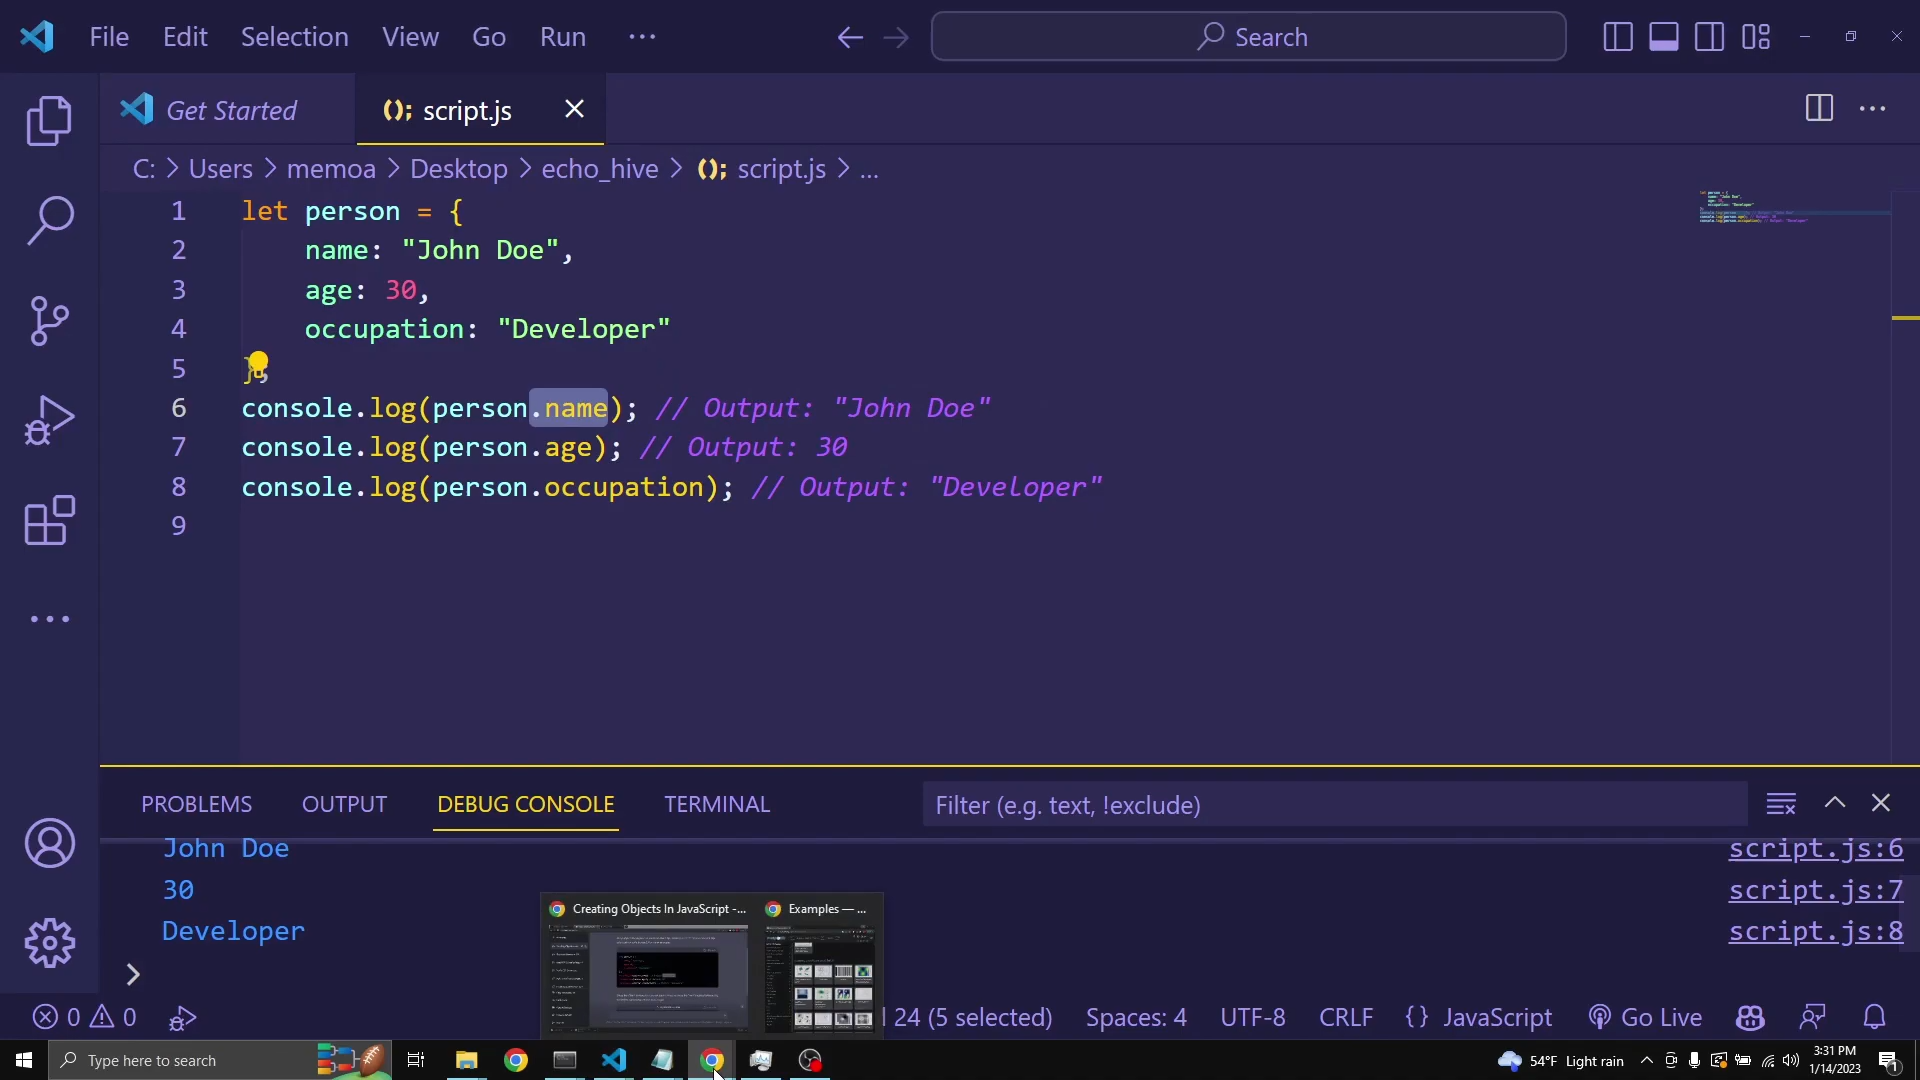 File Edit Selection View Go Run ··· Search
Get Started
script.js
C: > Users > memoa > Desktop > echo_hive > script.js > ...
1 let person = {
2 name: "John Doe",
3 age: 30,
4 occupation: "Developer"
5 };
6 console.log(person.name); // Output: "John Doe"
7 console.log(person.age); // Output: 30
8 console.log(person.occupation); // Output: "Developer"
9
PROBLEMS OUTPUT DEBUG CONSOLE TERMINAL Filter (e.g. text, !exclude)
John Doe script.js:6
30 script.js:7
Developer script.js:8
Creating Objects In JavaScript -... Examples — ...
0 0 24 (5 selected) Spaces: 4 UTF-8 CRLF {} JavaScript Go Live
Type here to search 54°F Light rain 3:31 PM
1/14/2023 1